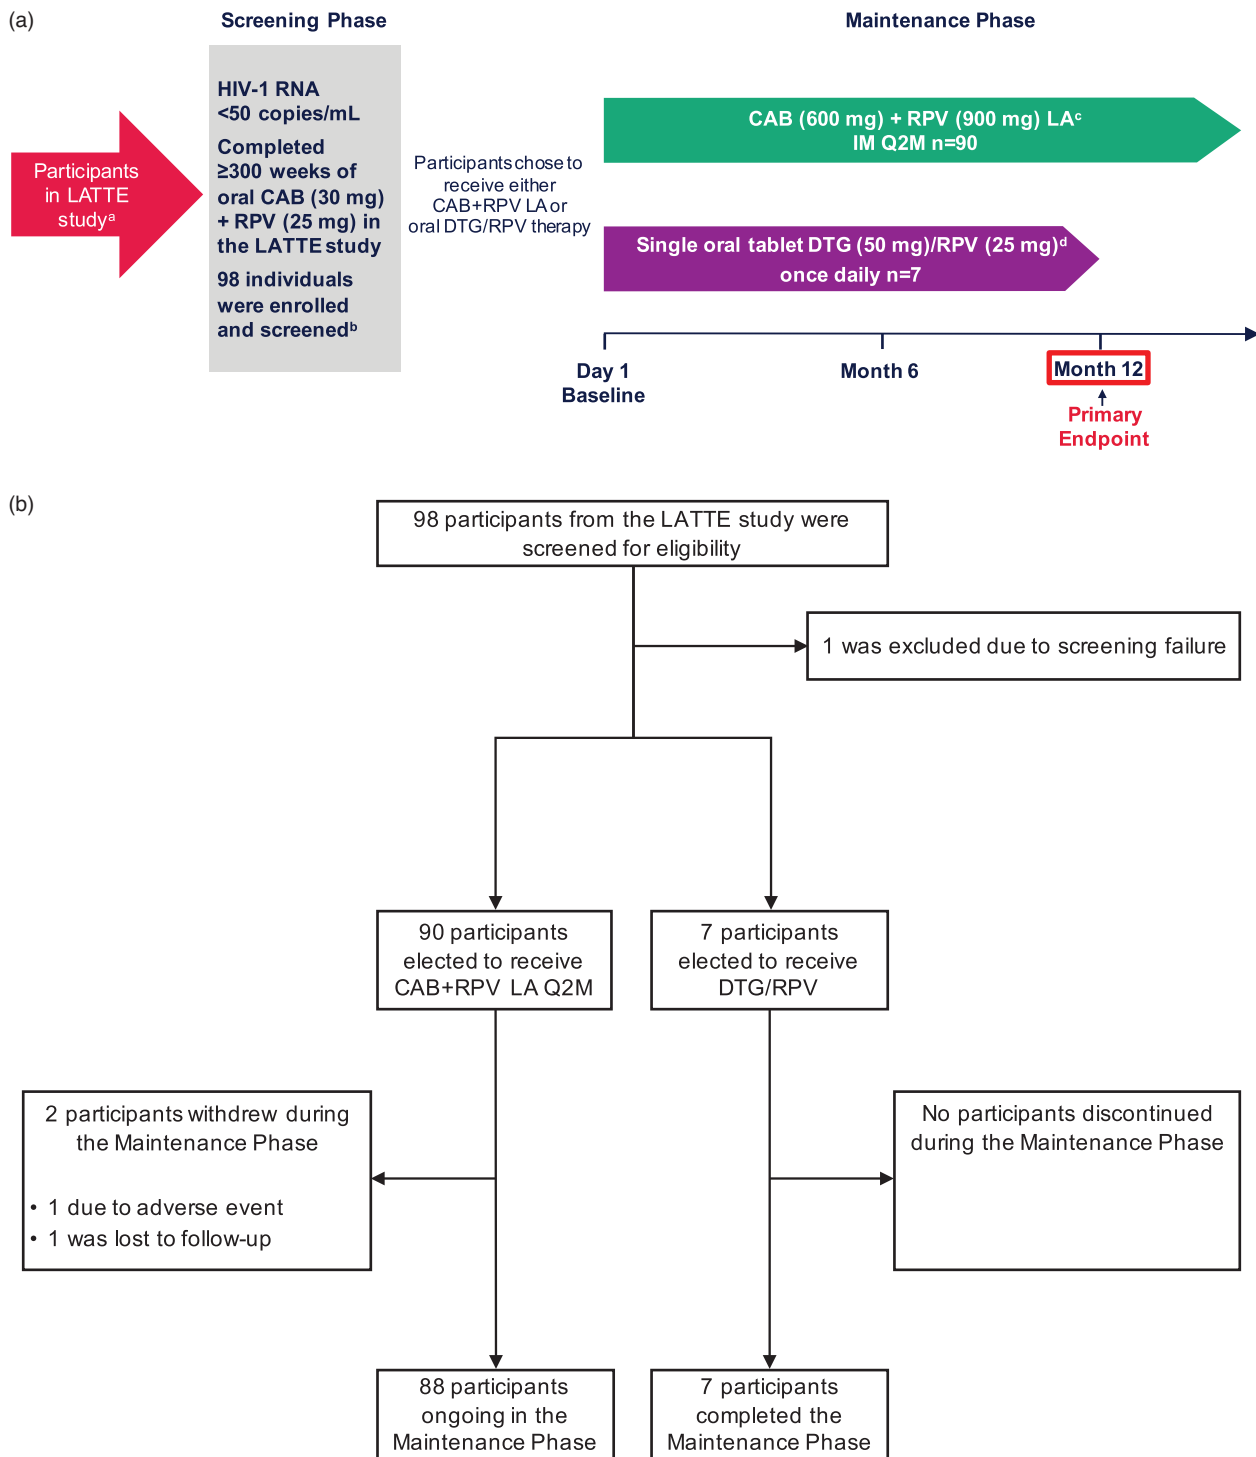 (a)
Screening Phase
Maintenance Phase
Participants
in LATTE
studyᵃ
HIV-1 RNA
<50 copies/mL
Completed
≥300 weeks of
oral CAB (30 mg)
+ RPV (25 mg) in
the LATTE study
98 individuals
were enrolled
and screenedᵇ
Participants chose to
receive either
CAB+RPV LA or
oral DTG/RPV therapy
CAB (600 mg) + RPV (900 mg) LAᶜ
IM Q2M n=90
Single oral tablet DTG (50 mg)/RPV (25 mg)ᵈ
once daily n=7
Day 1
Baseline
Month 6
Month 12
Primary
Endpoint
(b)
98 participants from the LATTE study were
screened for eligibility
1 was excluded due to screening failure
90 participants
elected to receive
CAB+RPV LA Q2M
7 participants
elected to receive
DTG/RPV
2 participants withdrew during
the Maintenance Phase
• 1 due to adverse event
• 1 was lost to follow-up
No participants discontinued
during the Maintenance Phase
88 participants
ongoing in the
Maintenance Phase
7 participants
completed the
Maintenance Phase